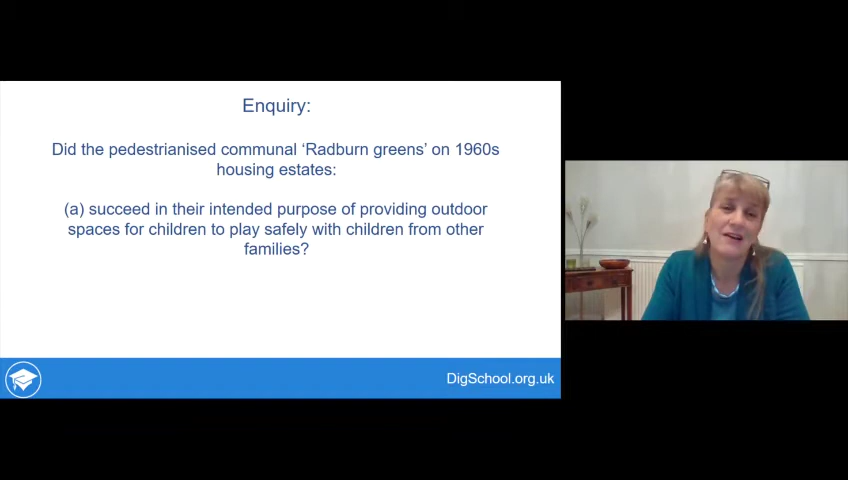 Enquiry:
Did the pedestrianised communal ‘Radburn greens’ on 1960s
housing estates:
(a) succeed in their intended purpose of providing outdoor
spaces for children to play safely with children from other
families?
DigSchool.org.uk